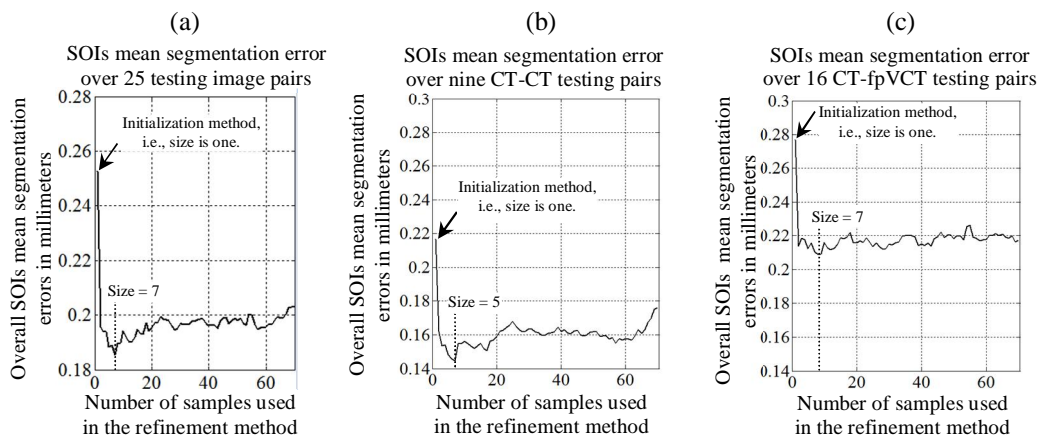 (a)
SOIs mean segmentation error
over 25 testing image pairs
Overall SOIs mean segmentation
errors in millimeters
0.28
0.26
0.24
0.22
0.2
0.18
Initialization method,
i.e., size is one.
Size = 7
0 20 40 60
Number of samples used
in the refinement method
(b)
SOIs mean segmentation error
over nine CT-CT testing pairs
Overall SOIs mean segmentation
errors in millimeters
0.3
0.28
0.26
0.24
0.22
0.2
0.18
0.16
0.14
Initialization method,
i.e., size is one.
Size = 5
0 20 40 60
Number of samples used
in the refinement method
(c)
SOIs mean segmentation error
over 16 CT-fpVCT testing pairs
Overall SOIs mean segmentation
errors in millimeters
0.3
0.28
0.26
0.24
0.22
0.2
0.18
0.16
0.14
Initialization method,
i.e., size is one.
Size = 7
0 20 40 60
Number of samples used
in the refinement method